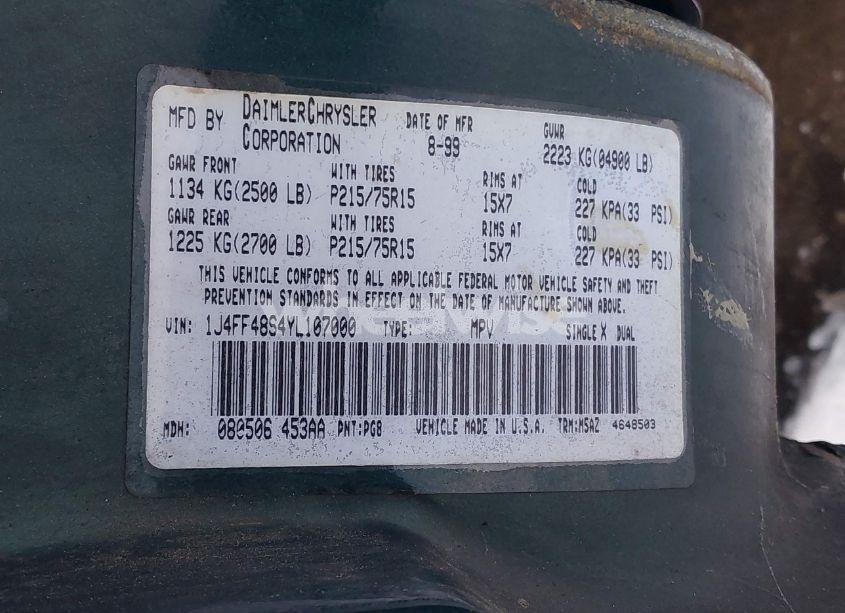 MFD BY DAIMLERCHRYSLER CORPORATION DATE OF MFR 8-99 GVWR 2223 KG(04900 LB)
GAWR FRONT WITH TIRES RIMS AT COLD
1134 KG(2500 LB) P215/75R15 15X7 227 KPA(33 PSI)
GAWR REAR WITH TIRES RIMS AT COLD
1225 KG(2700 LB) P215/75R15 15X7 227 KPA(33 PSI)
THIS VEHICLE CONFORMS TO ALL APPLICABLE FEDERAL MOTOR VEHICLE SAFETY AND THEFT
PREVENTION STANDARDS IN EFFECT ON THE DATE OF MANUFACTURE SHOWN ABOVE.
VIN: 1J4FF48S4YL107000 TYPE: MPV SINGLE X DUAL
MDH: 082506 453AA PNT:PG8 VEHICLE MADE IN U.S.A. TRM:MSAZ 4648503